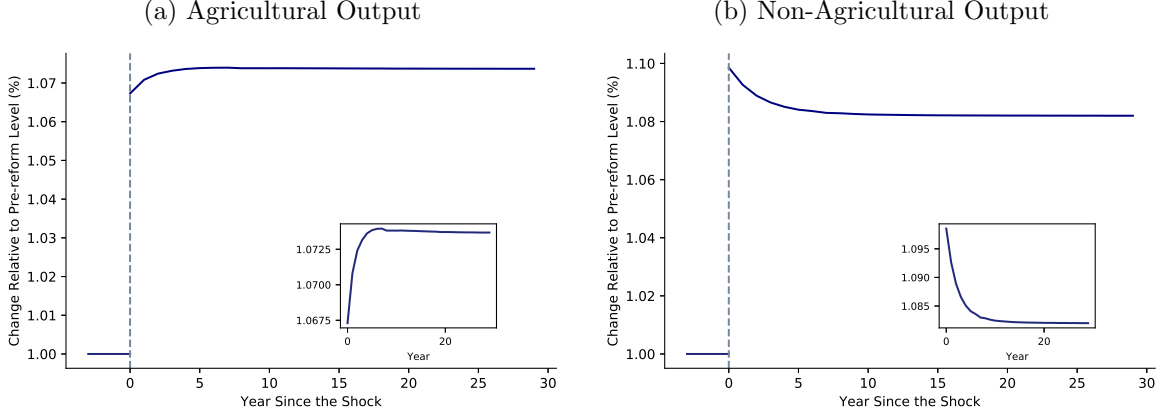 (a) Agricultural Output
Change Relative to Pre-reform Level (%)
1.07
1.06
1.05
1.04
1.03
1.02
1.01
1.00
0 5 10 15 20 25 30
Year Since the Shock
1.0725
1.0700
1.0675
0 20
Year
(b) Non-Agricultural Output
Change Relative to Pre-reform Level (%)
1.10
1.08
1.06
1.04
1.02
1.00
0 5 10 15 20 25 30
Year Since the Shock
1.095
1.090
1.085
0 20
Year